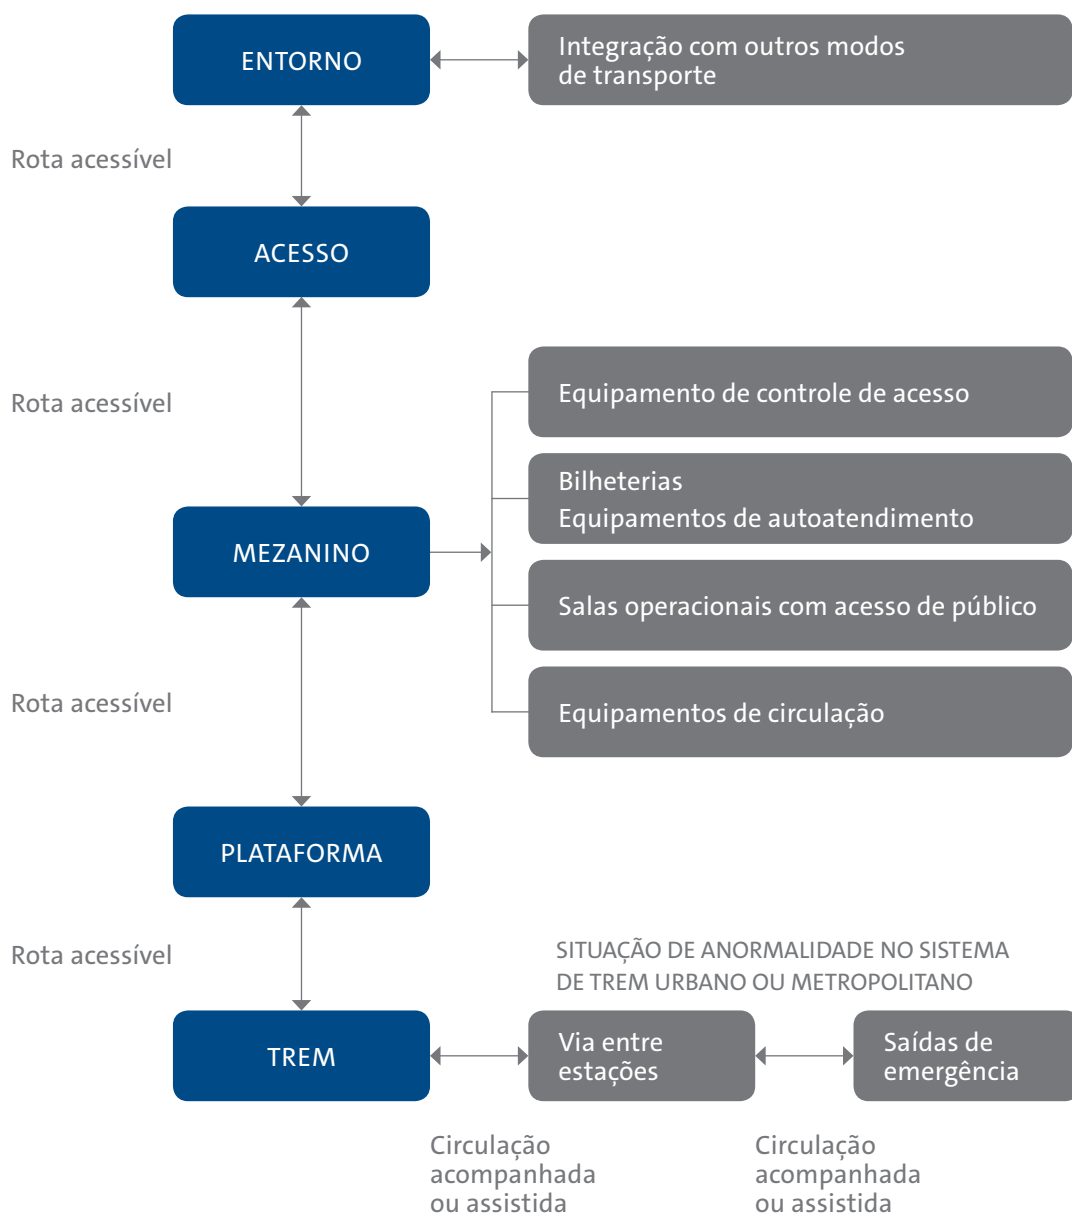 ENTORNO
Integração com outros modos
de transporte
Rota acessível
ACESSO
Rota acessível
Equipamento de controle de acesso
Bilheterias
Equipamentos de autoatendimento
MEZANINO
Salas operacionais com acesso de público
Equipamentos de circulação
Rota acessível
PLATAFORMA
Rota acessível
SITUAÇÃO DE ANORMALIDADE NO SISTEMA
DE TREM URBANO OU METROPOLITANO
TREM
Via entre
estações
Saídas de
emergência
Circulação
acompanhada
ou assistida
Circulação
acompanhada
ou assistida